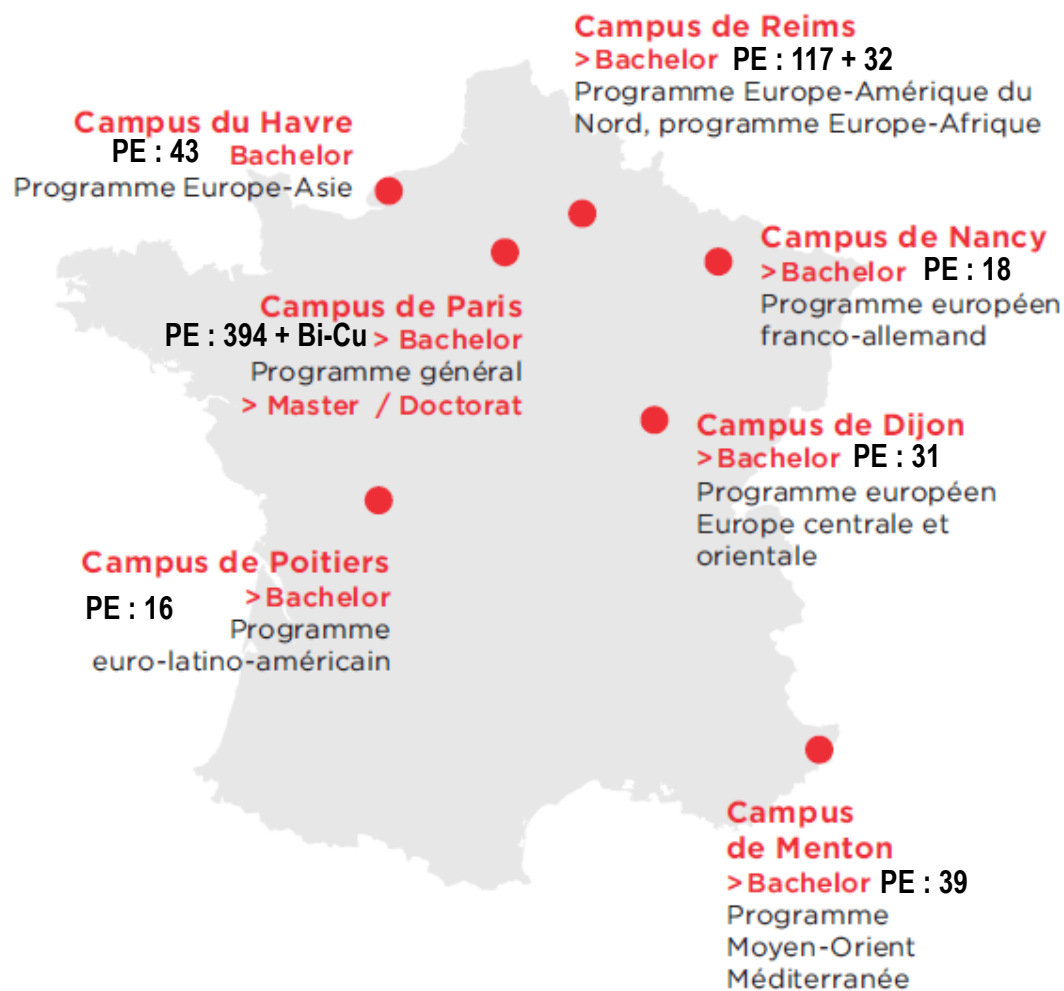 Campus de Reims
>Bachelor PE : 117 + 32
Programme Europe-Amérique du
Nord, programme Europe-Afrique
Campus du Havre
PE : 43 Bachelor
Programme Europe-Asie
Campus de Nancy
>Bachelor PE : 18
Programme européen
franco-allemand
Campus de Paris
PE : 394 + Bi-Cu > Bachelor
Programme général
> Master / Doctorat
Campus de Dijon
>Bachelor PE : 31
Programme européen
Europe centrale et
orientale
Campus de Poitiers
PE : 16 >Bachelor
Programme
euro-latino-américain
Campus
de Menton
>Bachelor PE : 39
Programme
Moyen-Orient
Méditerranée